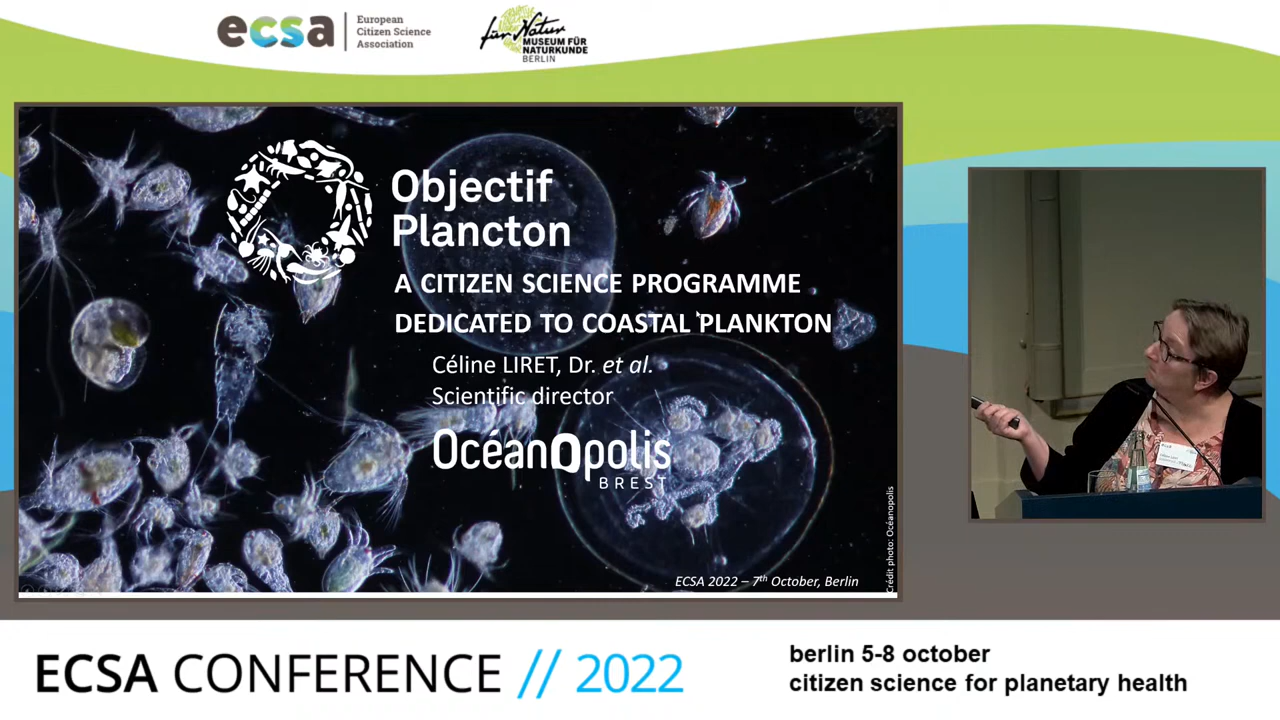 ecsa
European
Citizen Science
Association
für Natur
MUSEUM FÜR
NATURKUNDE
BERLIN
Objectif
Plancton
A CITIZEN SCIENCE PROGRAMME
DEDICATED TO COASTAL PLANKTON
Céline LIRET, Dr. et al.
Scientific director
OcéanOpolis
BREST
Crédit photo: Océanopolis
ECSA 2022 – 7th October, Berlin
ECSA CONFERENCE // 2022
berlin 5-8 october
citizen science for planetary health